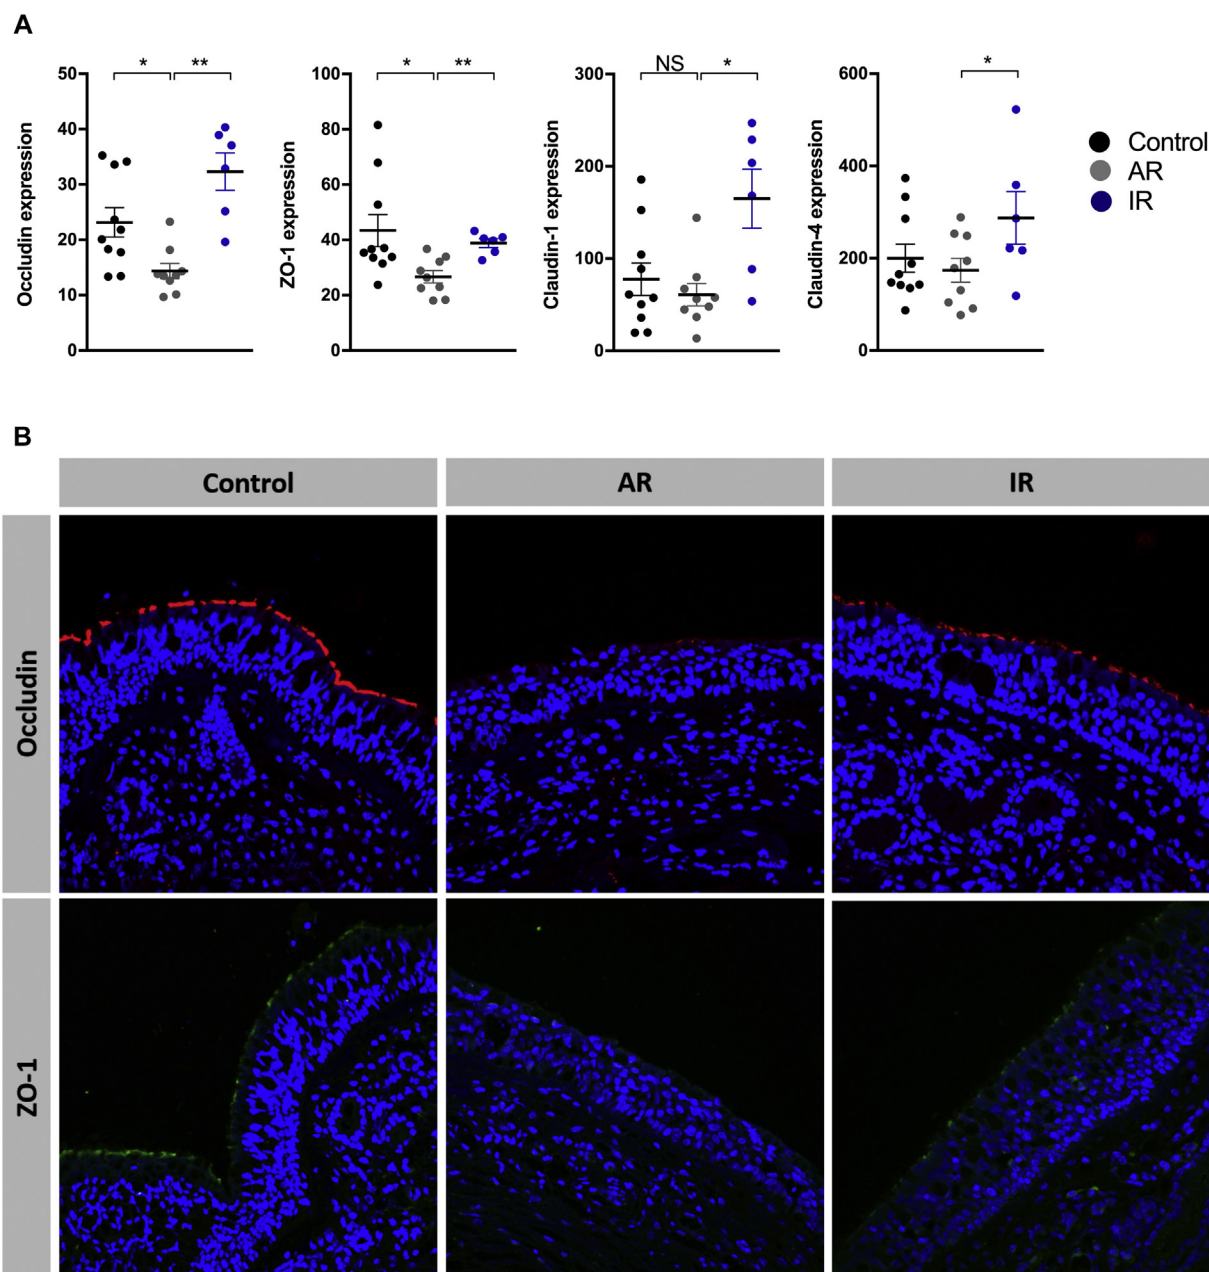 A
Occludin expression
50
40
30
20
10
0
* **
ZO-1 expression
100
80
60
40
20
0
* **
Claudin-1 expression
300
200
100
0
NS *
Claudin-4 expression
600
400
200
0
*
Control
AR
IR
B
Control AR IR
Occludin
ZO-1